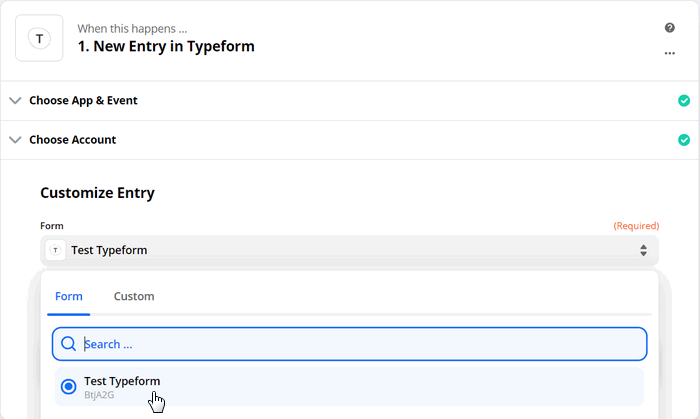 When this happens ...
T
1. New Entry in Typeform
?
...
Choose App & Event
Choose Account
Customize Entry
Form
(Required)
T
Test Typeform
Form
Custom
Search ...
Test Typeform
BtjA2G